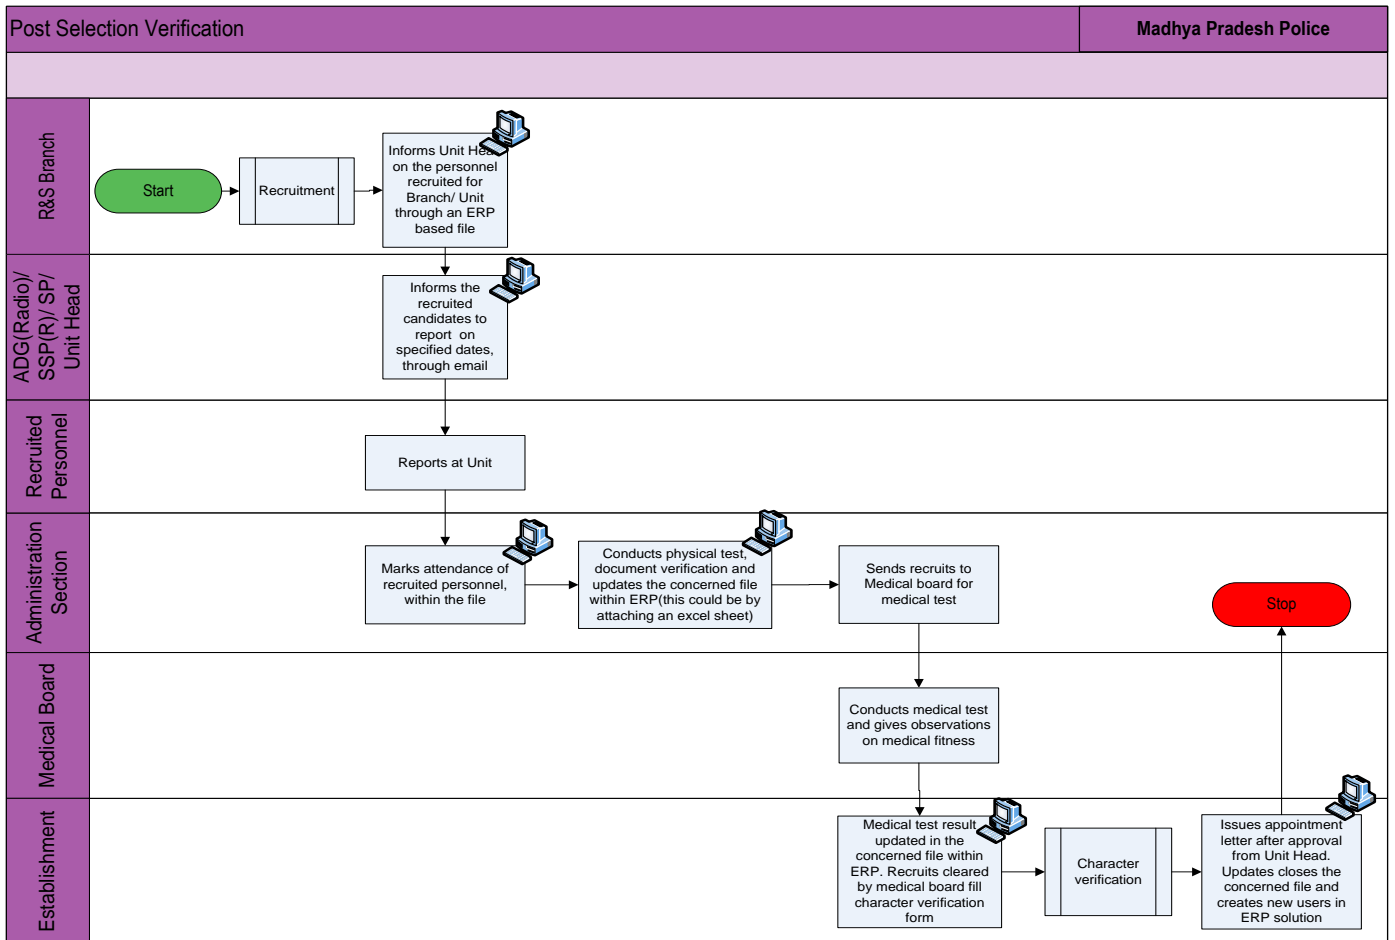 Post Selection Verification
Madhya Pradesh Police
R&S Branch
Start
Recruitment
Informs Unit Head
on the personnel
recruited for
Branch/ Unit
through an ERP
based file
ADG(Radio)/
SSP(R)/ SP/
Unit Head
Informs the
recruited
candidates to
report on
specified dates,
through email
Recruited
Personnel
Reports at Unit
Administration
Section
Marks attendance of
recruited personnel,
within the file
Conducts physical test,
document verification and
updates the concerned file
within ERP(this could be by
attaching an excel sheet)
Sends recruits to
Medical board for
medical test
Stop
Medical Board
Conducts medical test
and gives observations
on medical fitness
Establishment
Medical test result
updated in the
concerned file within
ERP. Recruits cleared
by medical board fill
character verification
form
Character
verification
Issues appointment
letter after approval
from Unit Head.
Updates closes the
concerned file and
creates new users in
ERP solution